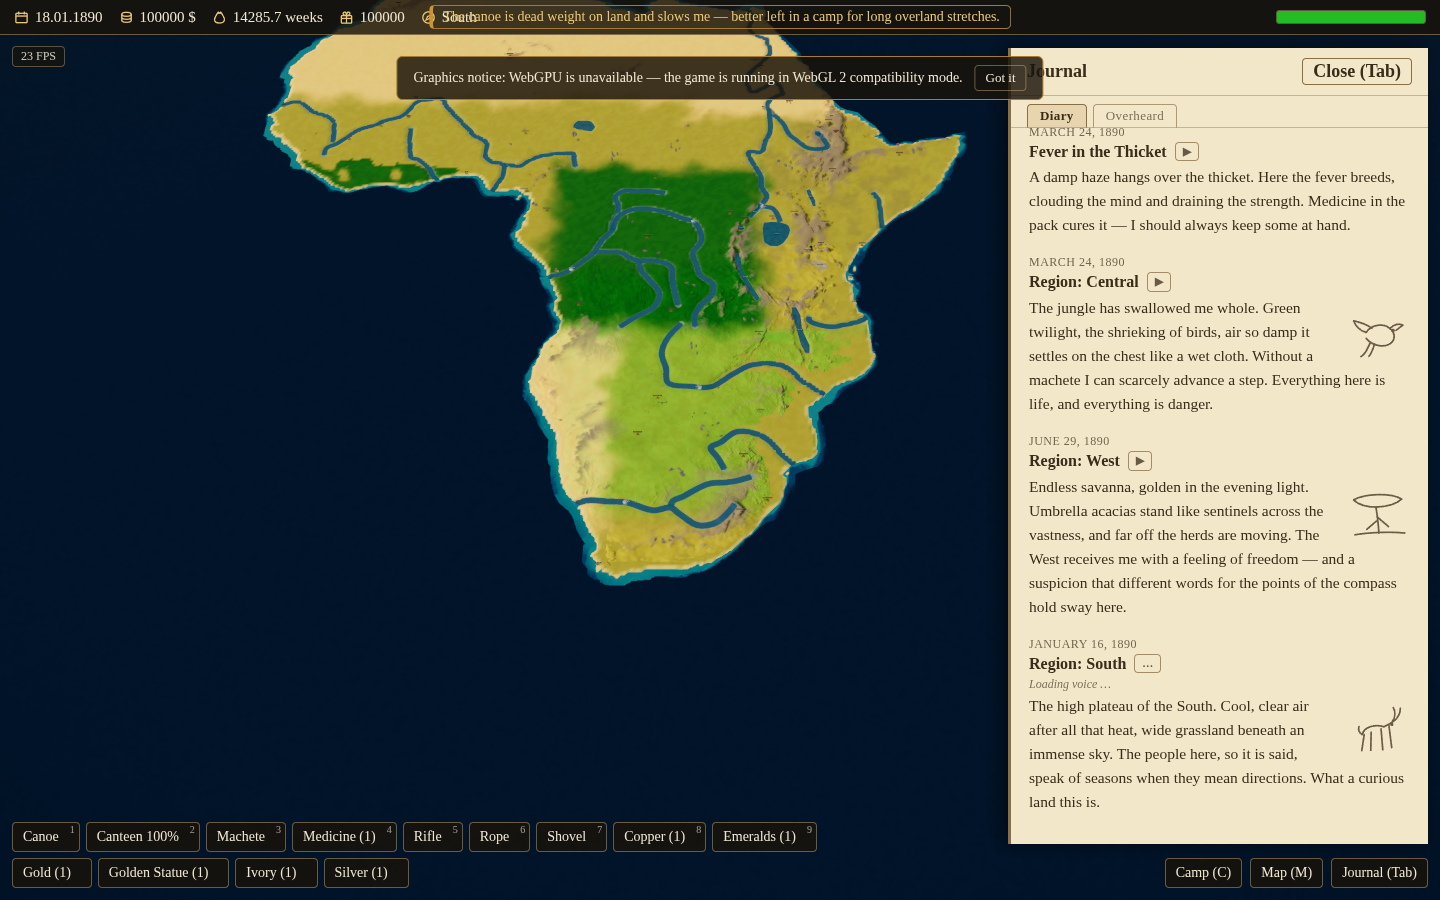 18.01.1890 100000 $ 14285.7 weeks 100000 South
The canoe is dead weight on land and slows me — better left in a camp for long overland stretches.
23 FPS
Graphics notice: WebGPU is unavailable — the game is running in WebGL 2 compatibility mode. Got it
Journal Close (Tab)
Diary Overheard
MARCH 24, 1890
Fever in the Thicket
A damp haze hangs over the thicket. Here the fever breeds,
clouding the mind and draining the strength. Medicine in the
pack cures it — I should always keep some at hand.
MARCH 24, 1890
Region: Central
The jungle has swallowed me whole. Green
twilight, the shrieking of birds, air so damp it
settles on the chest like a wet cloth. Without a
machete I can scarcely advance a step. Everything here is
life, and everything is danger.
JUNE 29, 1890
Region: West
Endless savanna, golden in the evening light.
Umbrella acacias stand like sentinels across the
vastness, and far off the herds are moving. The
West receives me with a feeling of freedom — and a
suspicion that different words for the points of the compass
hold sway here.
JANUARY 16, 1890
Region: South ...
Loading voice ...
The high plateau of the South. Cool, clear air
after all that heat, wide grassland beneath an
immense sky. The people here, so it is said,
speak of seasons when they mean directions. What a curious
land this is.
Canoe 1 Canteen 100% 2 Machete 3 Medicine (1) 4 Rifle 5 Rope 6 Shovel 7 Copper (1) 8 Emeralds (1) 9
Gold (1) Golden Statue (1) Ivory (1) Silver (1)
Camp (C) Map (M) Journal (Tab)